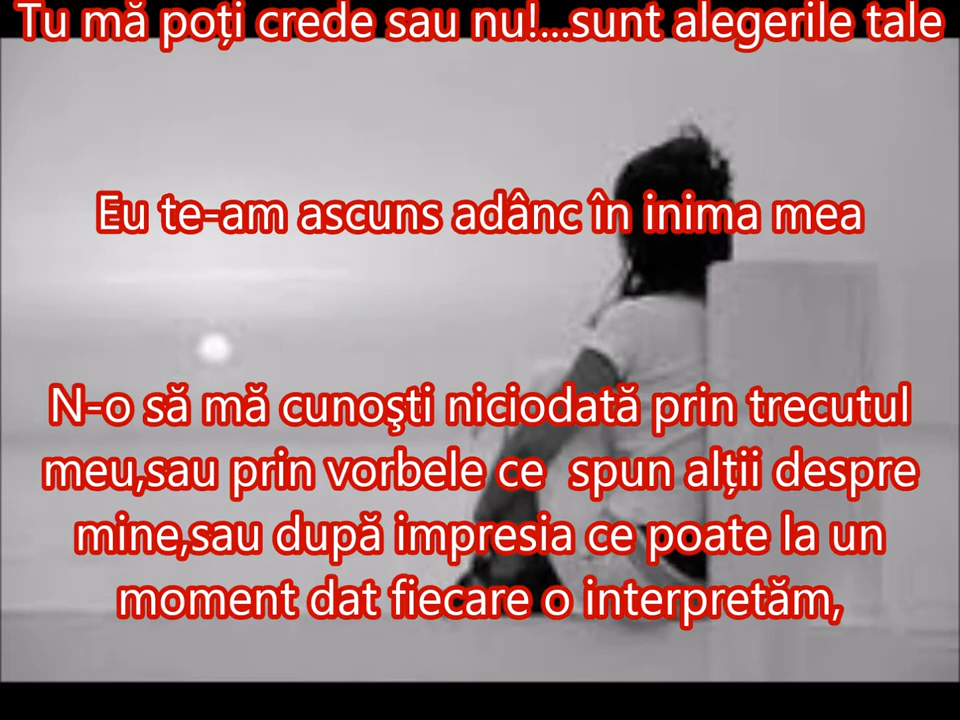 Tu mă poți crede sau nu!...sunt alegerile tale
Eu te-am ascuns adânc în inima mea
N-o să mă cunoşti niciodată prin trecutul
meu,sau prin vorbele ce  spun alții despre
mine,sau după impresia ce poate la un
moment dat fiecare o interpretăm,